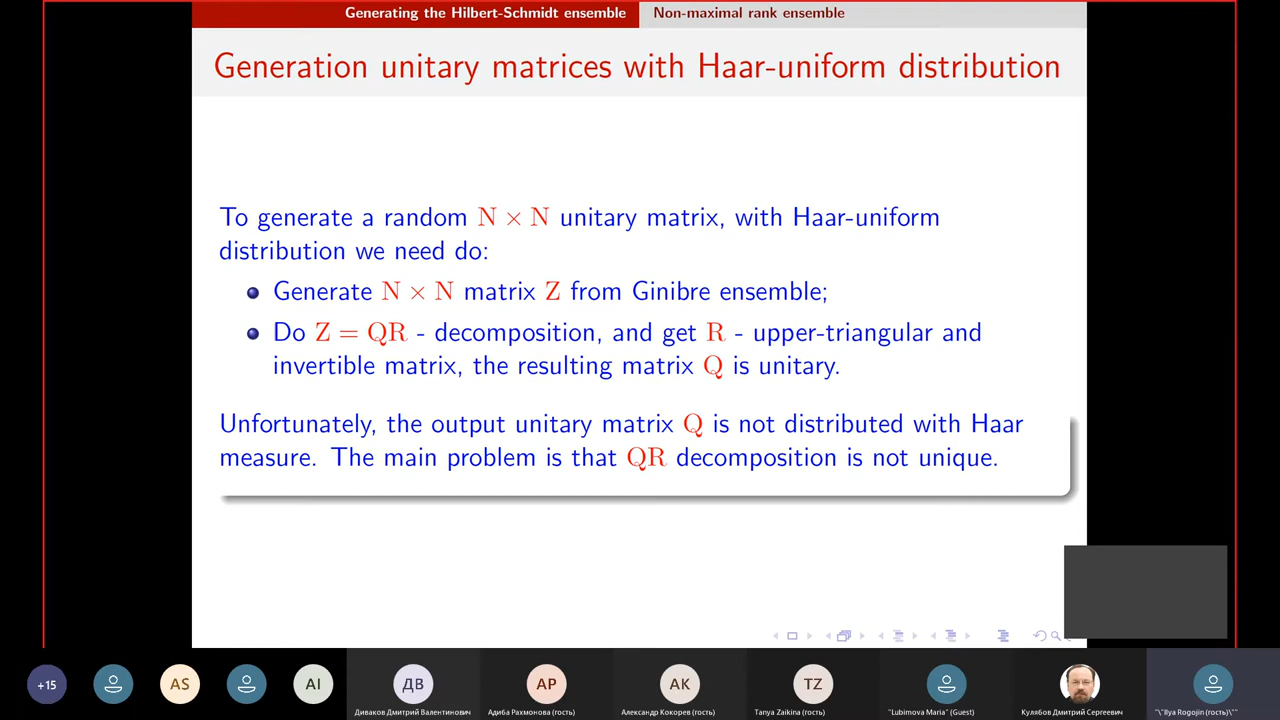 Generating the Hilbert-Schmidt ensemble
Non-maximal rank ensemble
Generation unitary matrices with Haar-uniform distribution
To generate a random N × N unitary matrix, with Haar-uniform
distribution we need do:
Generate N × N matrix Z from Ginibre ensemble;
Do Z = QR - decomposition, and get R - upper-triangular and
invertible matrix, the resulting matrix Q is unitary.
Unfortunately, the output unitary matrix Q is not distributed with Haar
measure. The main problem is that QR decomposition is not unique.
+15
AS
AI
ДВ
АР
АК
TZ
Диваков Дмитрий Валентинович
Адиба Рахмонова (гость)
Александр Кокорев (гость)
Tanya Zaikina (гость)
"Lubimova Maria" (Guest)
Кулябов Дмитрий Сергеевич
"\"Ilya Rogojin (гость)\""